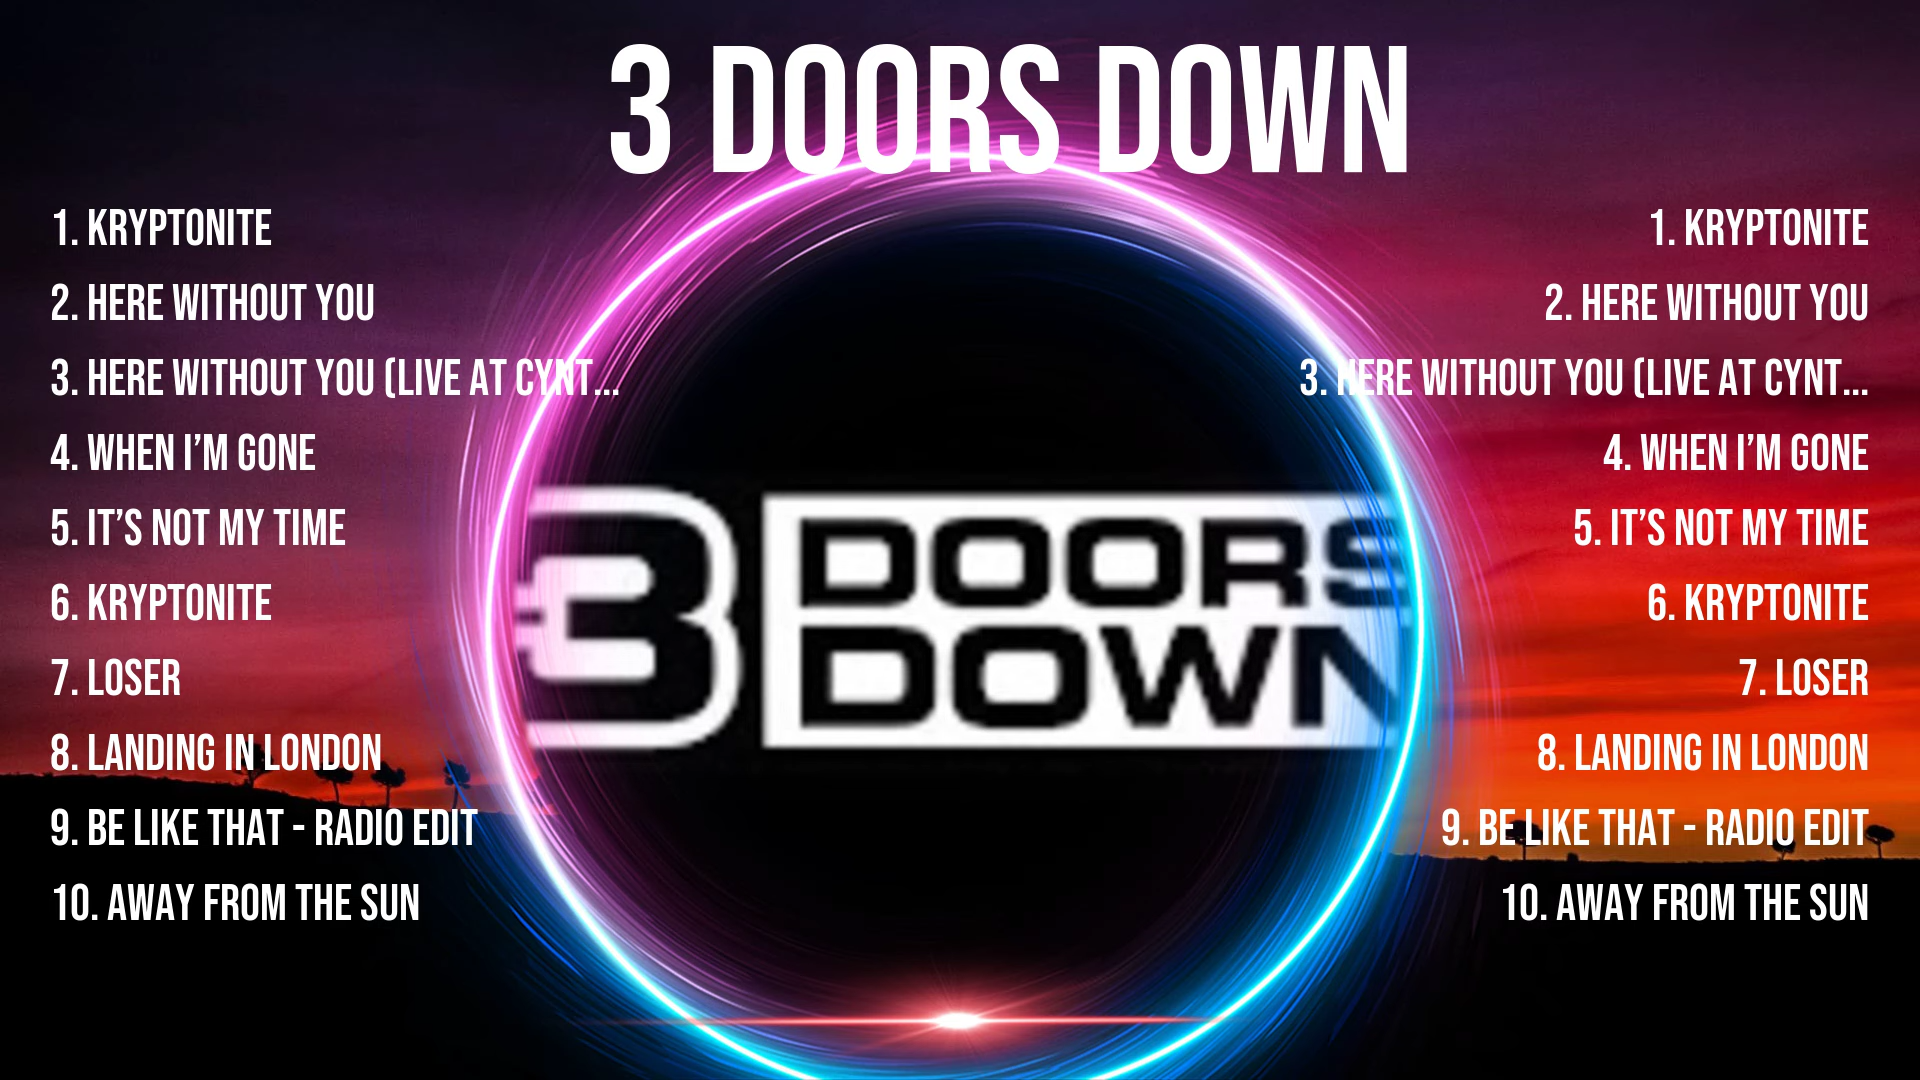 3 DOORS DOWN
1. KRYPTONITE
2. HERE WITHOUT YOU
3. HERE WITHOUT YOU (LIVE AT CYNT...
4. WHEN I’M GONE
5. IT’S NOT MY TIME
6. KRYPTONITE
7. LOSER
8. LANDING IN LONDON
9. BE LIKE THAT - RADIO EDIT
10. AWAY FROM THE SUN
3 DOORS
DOWN
1. KRYPTONITE
2. HERE WITHOUT YOU
3. HERE WITHOUT YOU (LIVE AT CYNT...
4. WHEN I’M GONE
5. IT’S NOT MY TIME
6. KRYPTONITE
7. LOSER
8. LANDING IN LONDON
9. BE LIKE THAT - RADIO EDIT
10. AWAY FROM THE SUN